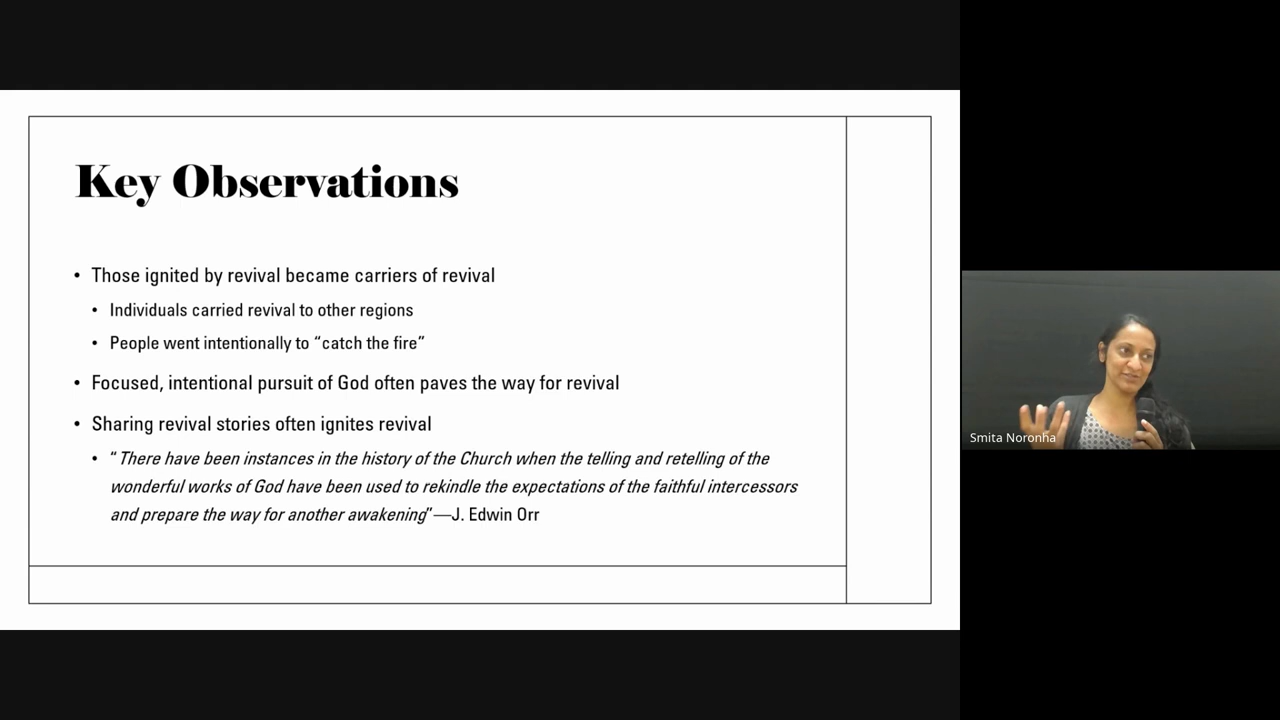 Key Observations
• Those ignited by revival became carriers of revival
• Individuals carried revival to other regions
• People went intentionally to “catch the fire”
• Focused, intentional pursuit of God often paves the way for revival
• Sharing revival stories often ignites revival
• “There have been instances in the history of the Church when the telling and retelling of the
wonderful works of God have been used to rekindle the expectations of the faithful intercessors
and prepare the way for another awakening”—J. Edwin Orr
Smita Noronha